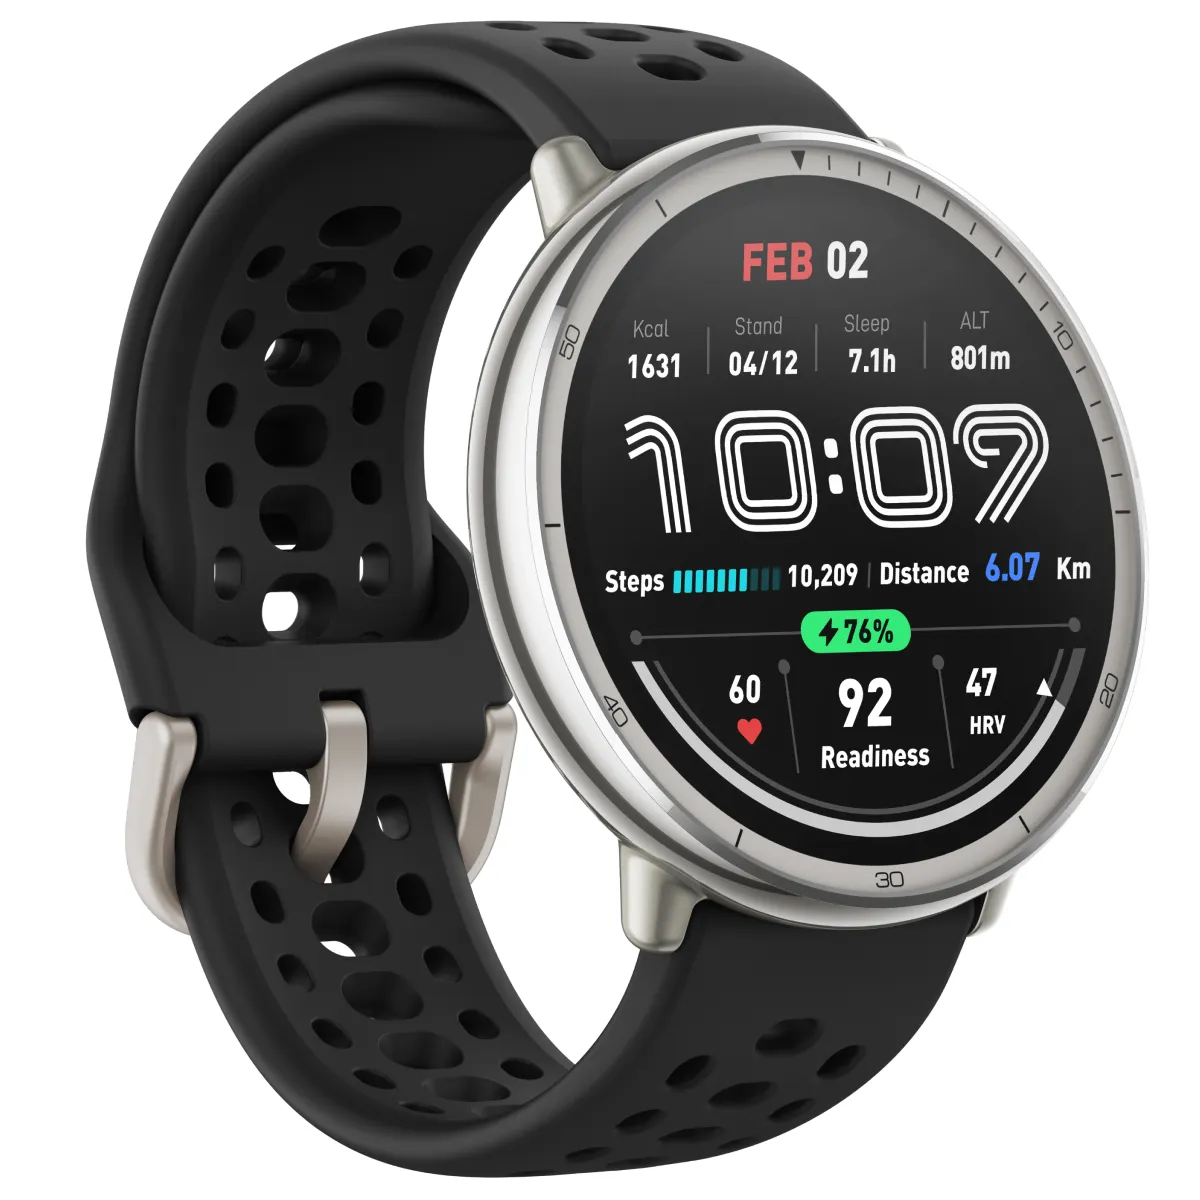 FEB 02
Kcal Stand Sleep ALT
1631 04/12 7.1h 801m
10:09
Steps 10,209 Distance 6.07 Km
76%
60 92 47
HRV
Readiness
50
10
40
20
30